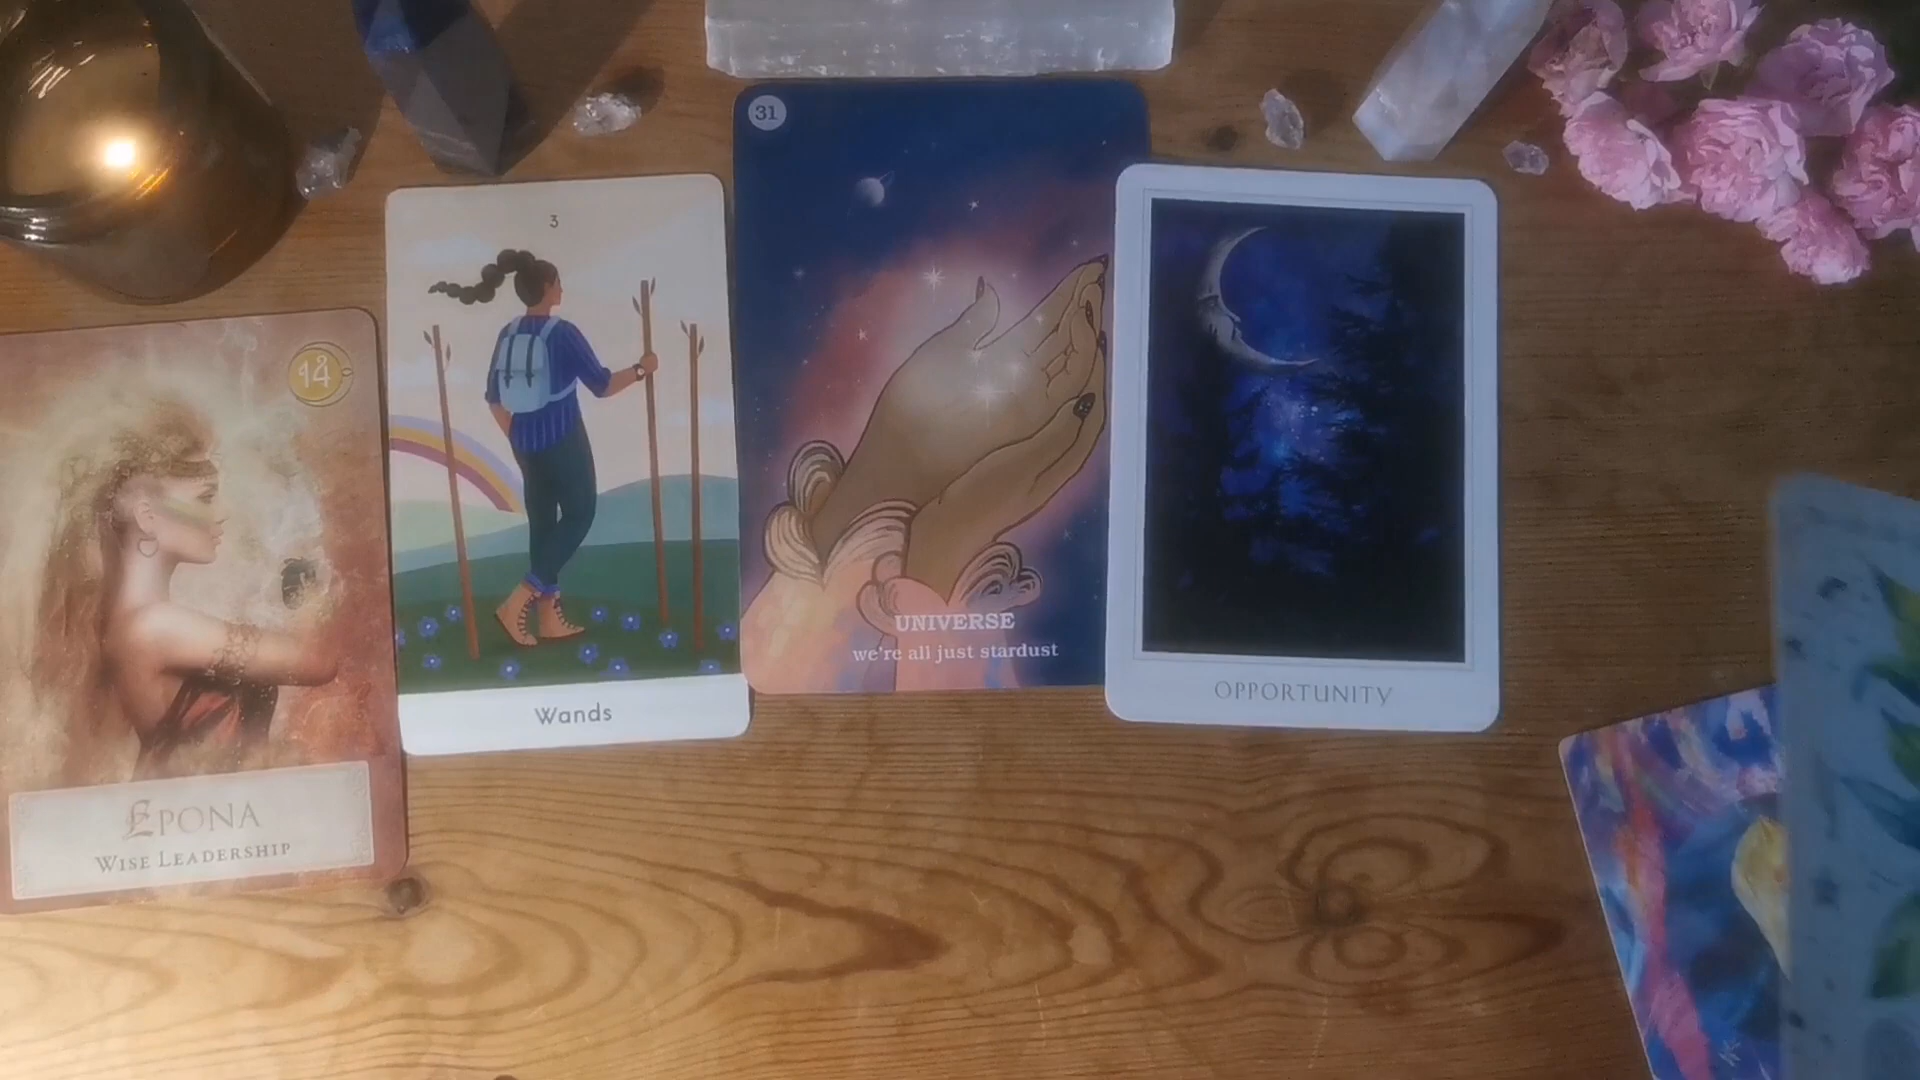 14
EPONA
WISE LEADERSHIP
3
Wands
31
UNIVERSE
we're all just stardust
OPPORTUNITY